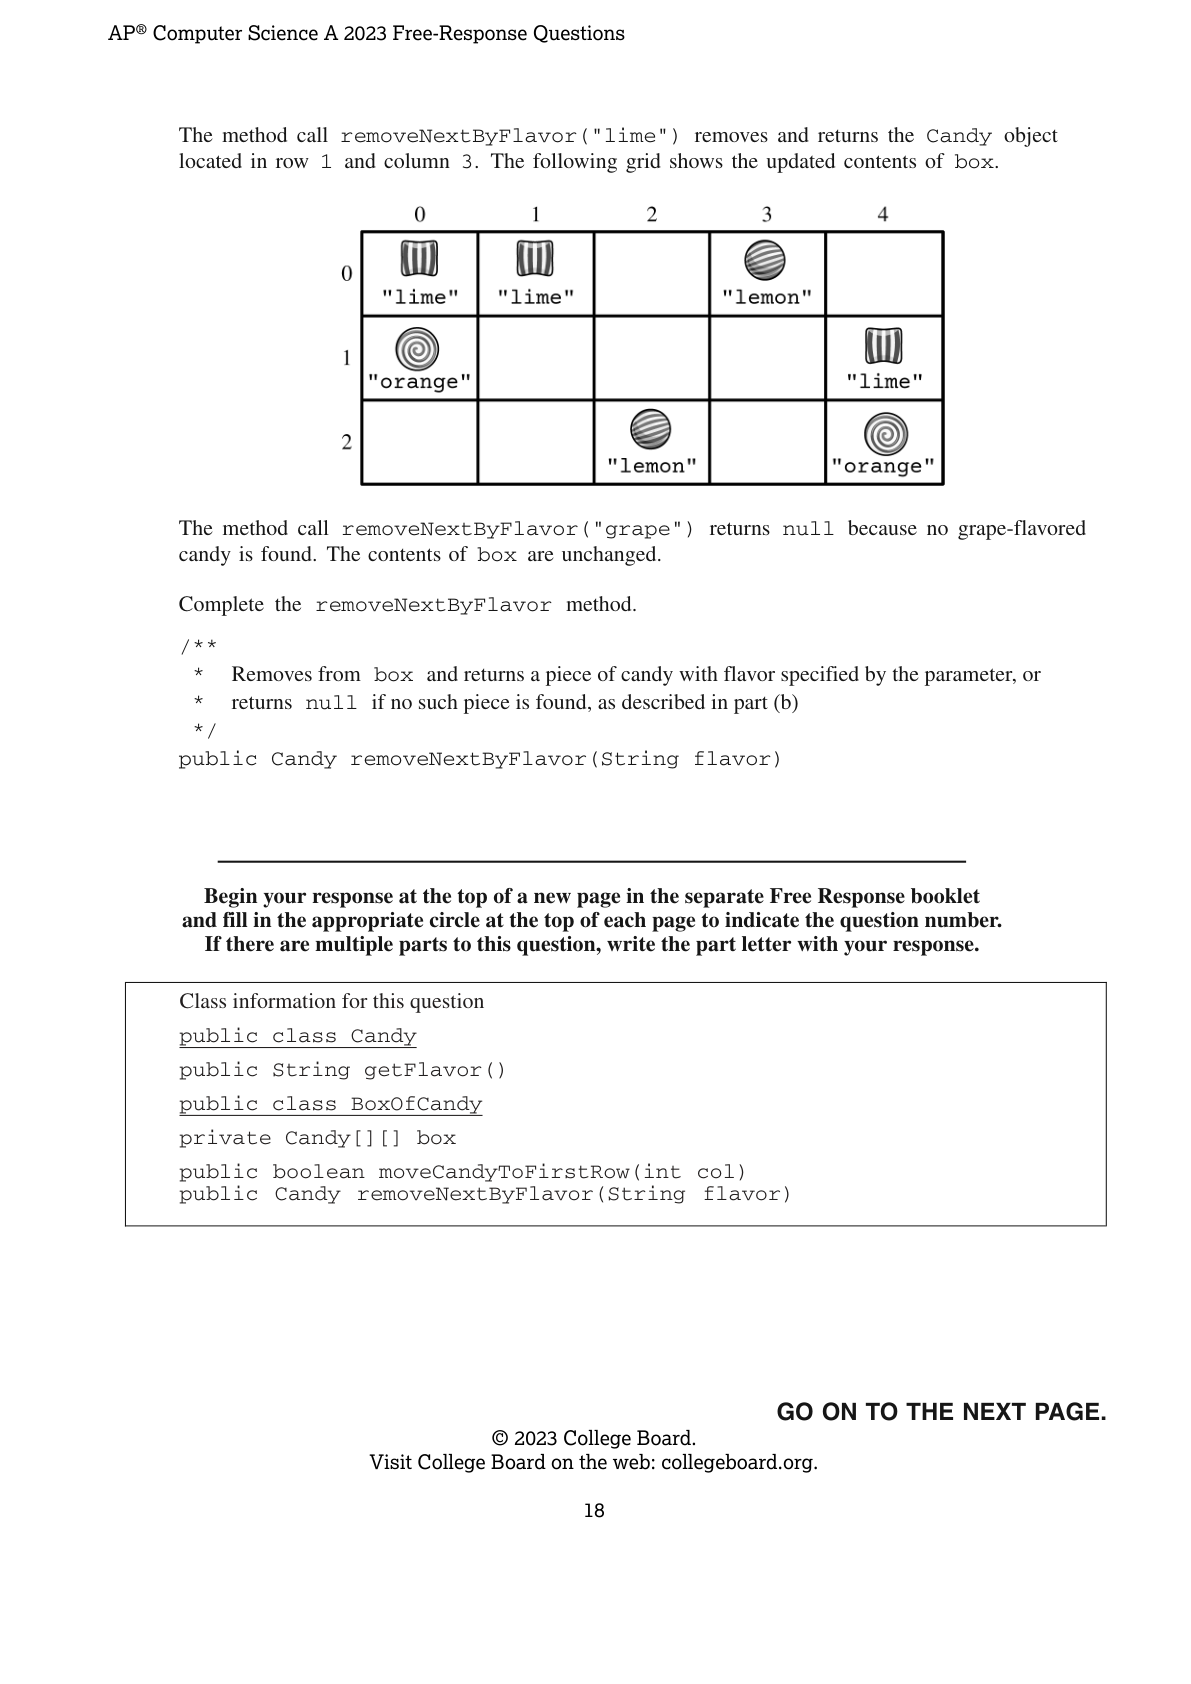 AP® Computer Science A 2023 Free-Response Questions
The method call removeNextByFlavor("lime") removes and returns the Candy object
located in row 1 and column 3. The following grid shows the updated contents of box.
0 1 2 3 4
0
"lime" "lime" "lemon"
1
"orange" "lime"
2
"lemon" "orange"
The method call removeNextByFlavor("grape") returns null because no grape-flavored
candy is found. The contents of box are unchanged.
Complete the removeNextByFlavor method.
/**
* Removes from box and returns a piece of candy with flavor specified by the parameter, or
* returns null if no such piece is found, as described in part (b)
*/
public Candy removeNextByFlavor(String flavor)
Begin your response at the top of a new page in the separate Free Response booklet
and fill in the appropriate circle at the top of each page to indicate the question number.
If there are multiple parts to this question, write the part letter with your response.
Class information for this question
public class Candy
public String getFlavor()
public class BoxOfCandy
private Candy[][] box
public boolean moveCandyToFirstRow(int col)
public Candy removeNextByFlavor(String flavor)
GO ON TO THE NEXT PAGE.
© 2023 College Board.
Visit College Board on the web: collegeboard.org.
18